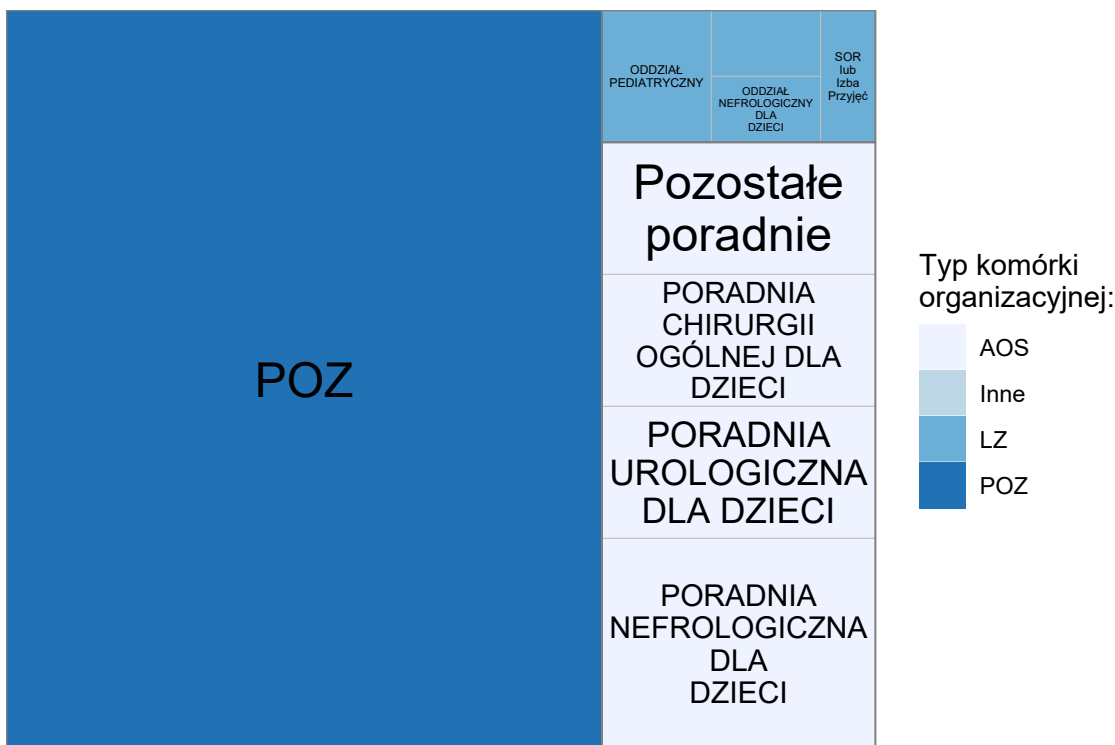 POZ
ODDZIAŁ
PEDIATRYCZNY
ODDZIAŁ
NEFROLOGICZNY
DLA
DZIECI
SOR
lub
Izba
Przyjęć
Pozostałe
poradnie
PORADNIA
CHIRURGII
OGÓLNEJ DLA
DZIECI
PORADNIA
UROLOGICZNA
DLA DZIECI
PORADNIA
NEFROLOGICZNA
DLA
DZIECI
Typ komórki
organizacyjnej:
AOS
Inne
LZ
POZ